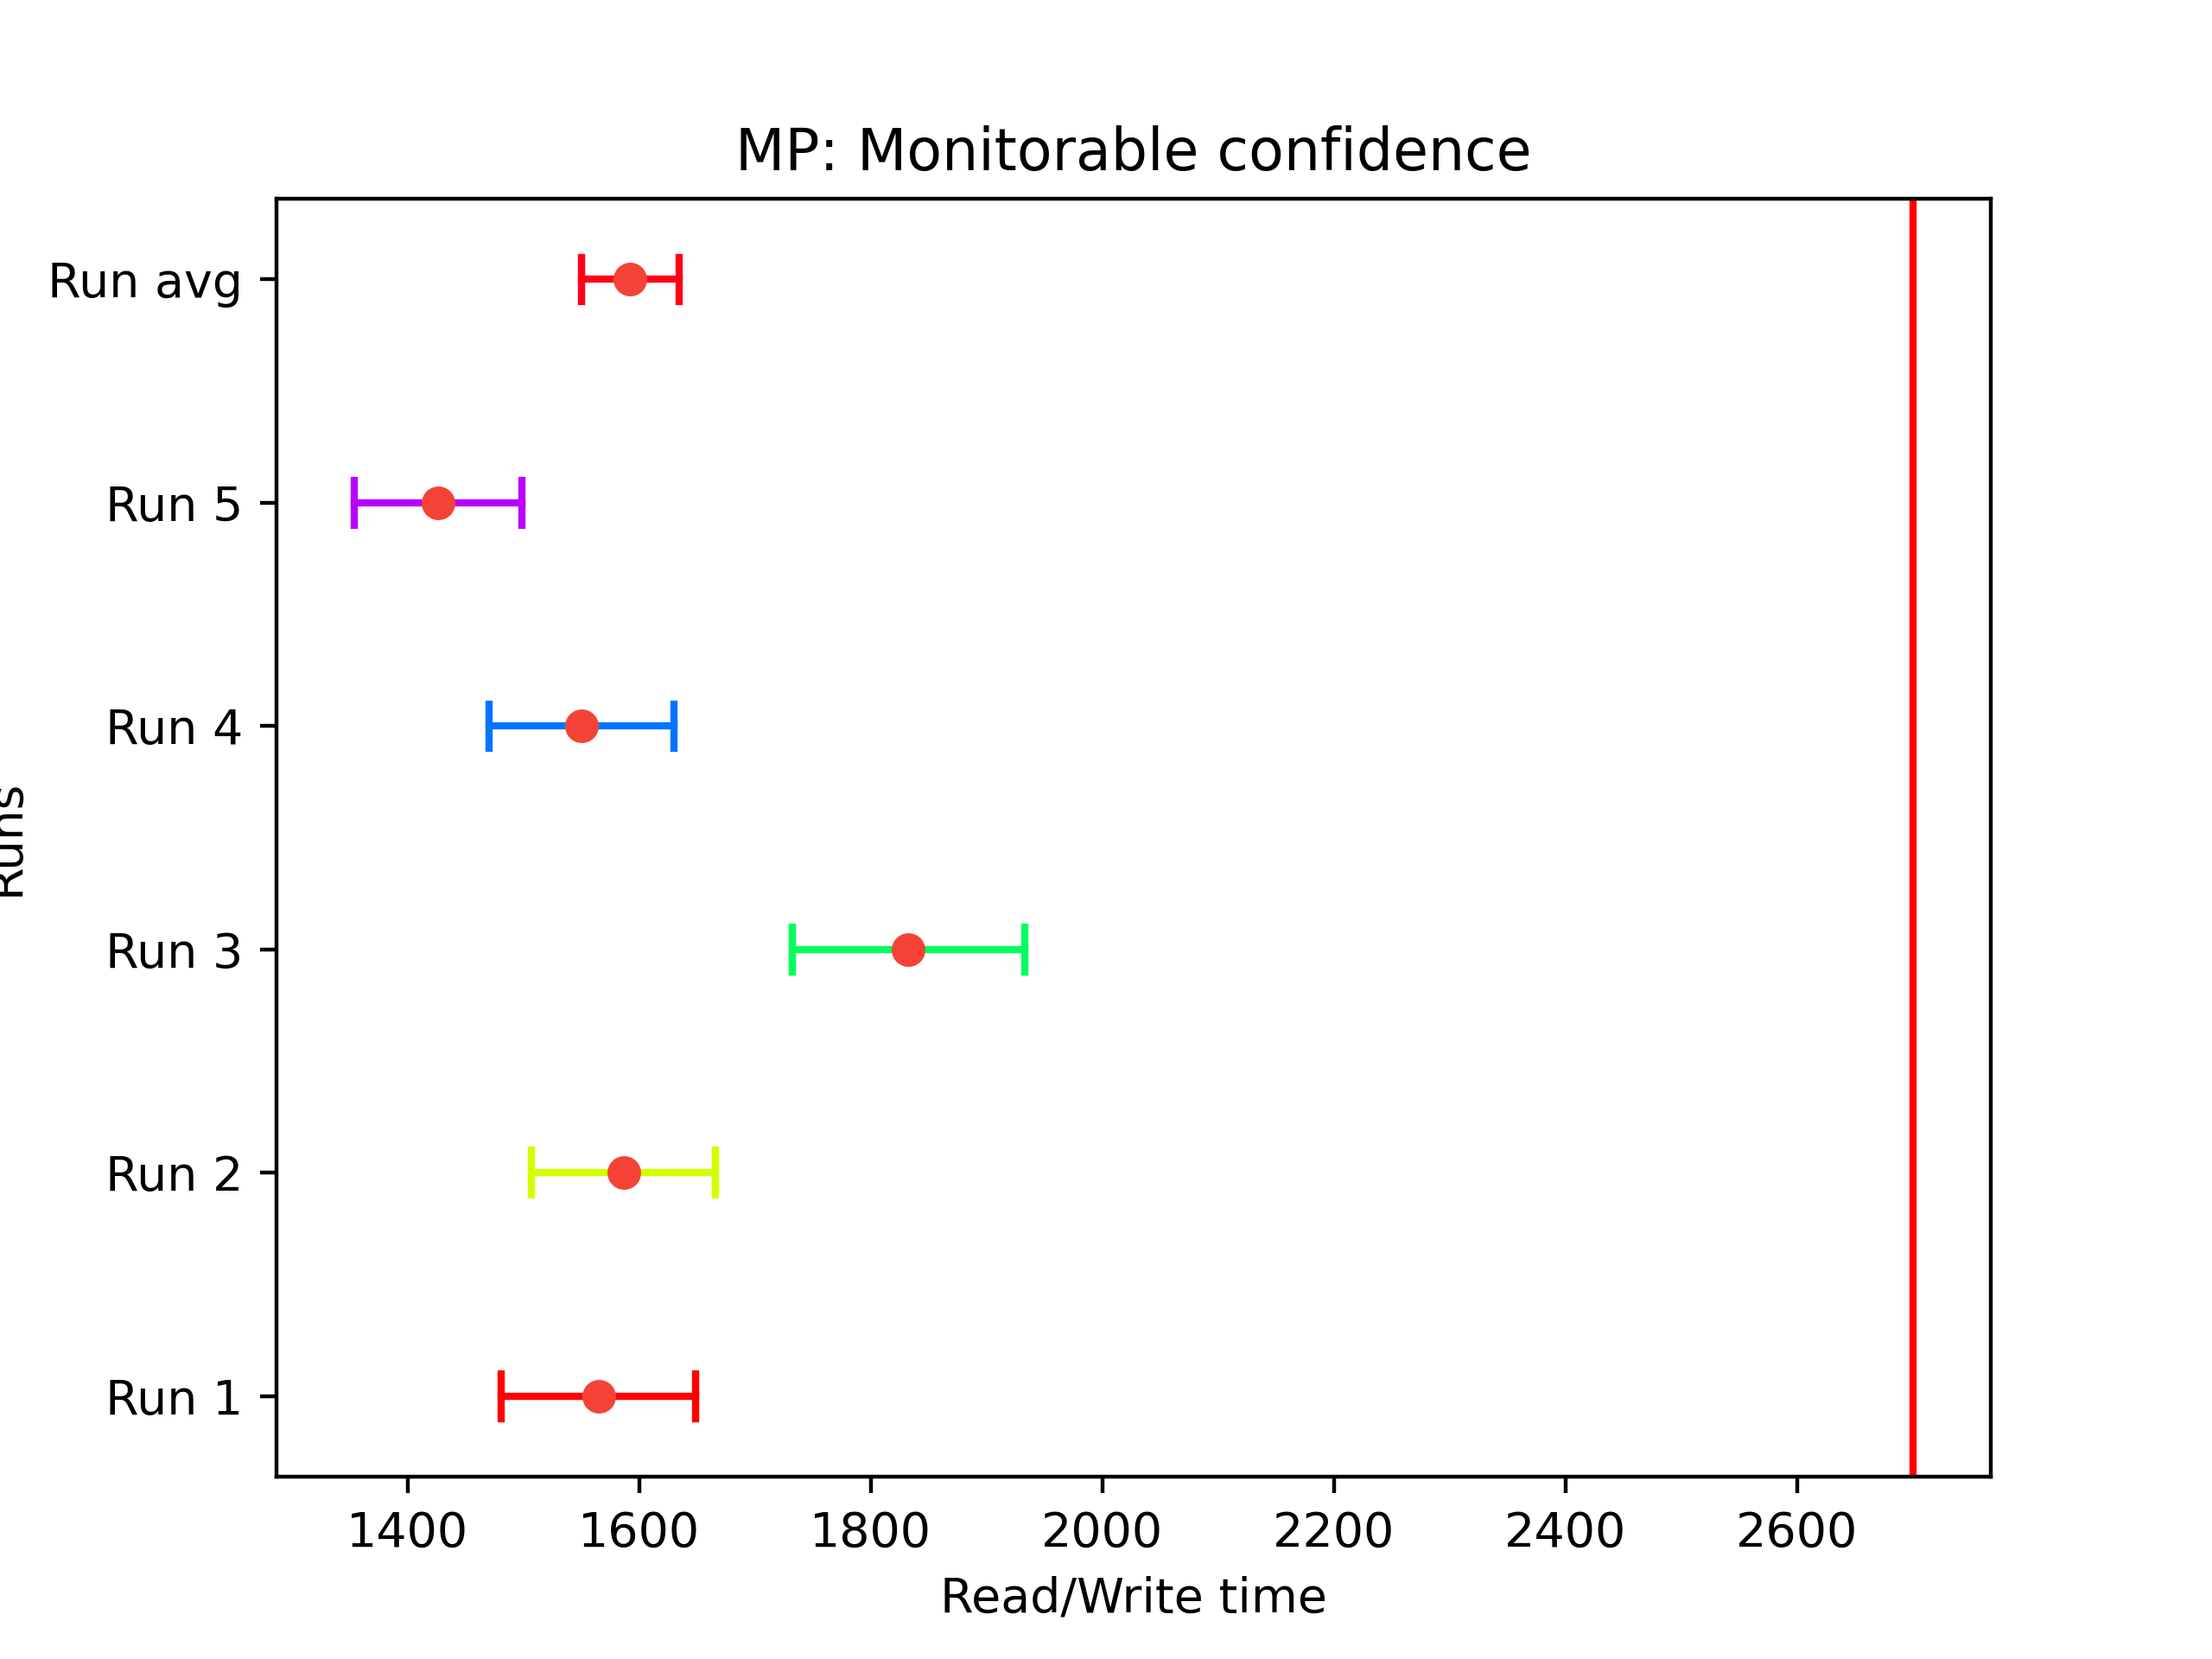 MP: Monitorable confidence
Run avg
Run 5
Run 4
Run 3
Run 2
Run 1
Runs
1400 1600 1800 2000 2200 2400 2600
Read/Write time